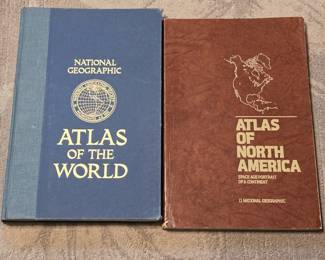 NATIONAL
GEOGRAPHIC
ATLAS
OF THE
WORLD
ATLAS
OF
NORTH
AMERICA
SPACE AGE PORTRAIT
OF A CONTINENT
NATIONAL GEOGRAPHIC